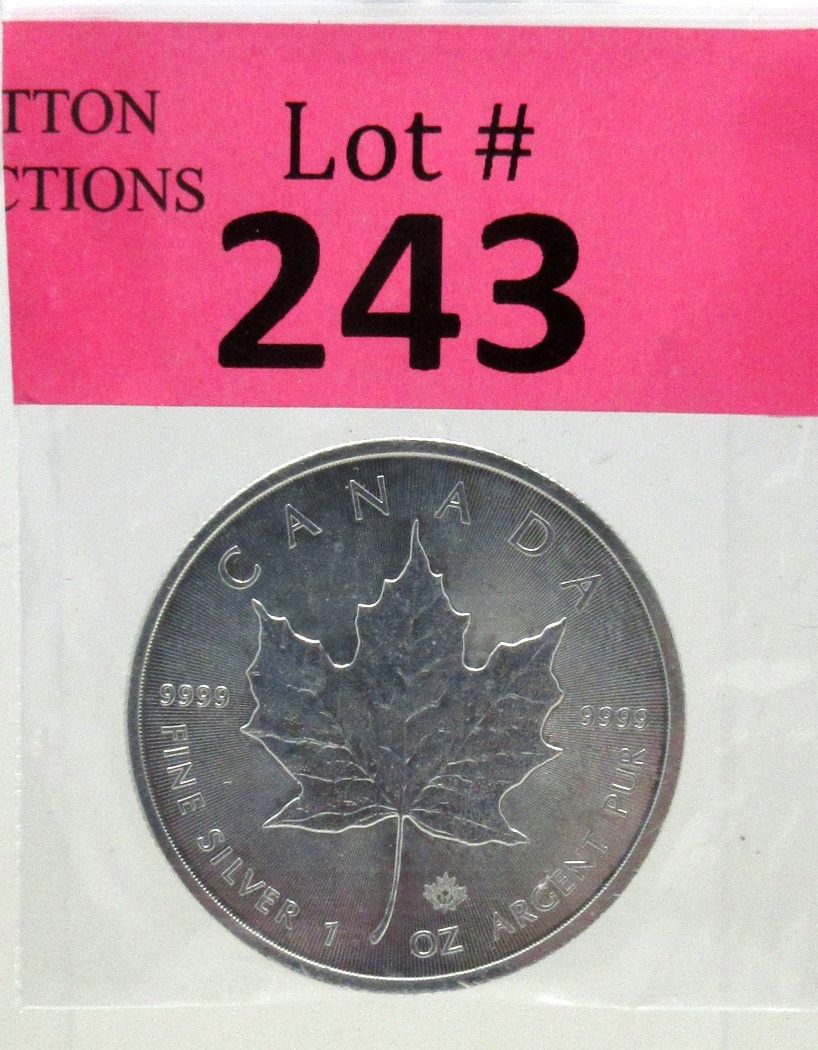 TTON
CTIONS
Lot #
243
CANADA
9999
9999
FINE SILVER 1 OZ ARGENT PUR